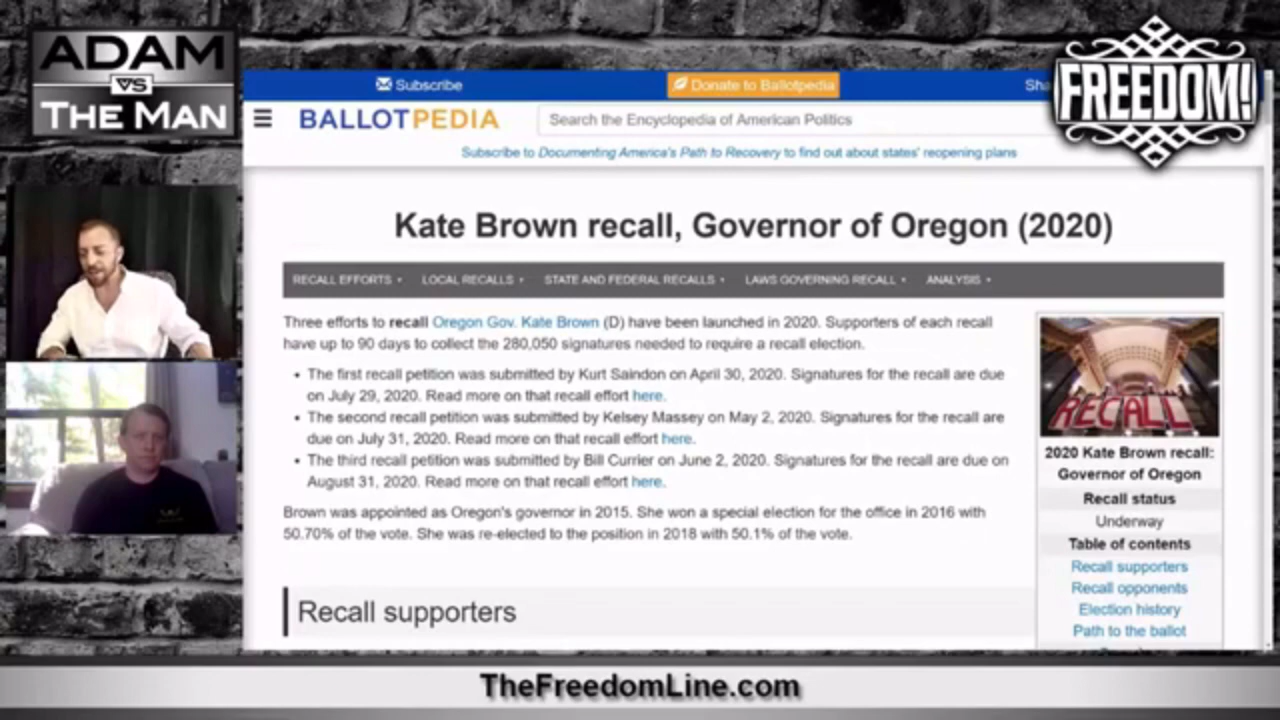 ADAM
VS
THE MAN
FREEDOM!
Subscribe
Donate to Ballotpedia
Sha
BALLOTPEDIA
Search the Encyclopedia of American Politics
Subscribe to Documenting America's Path to Recovery to find out about states' reopening plans
Kate Brown recall, Governor of Oregon (2020)
RECALL EFFORTS
LOCAL RECALLS
STATE AND FEDERAL RECALLS
LAWS GOVERNING RECALL
ANALYSIS
Three efforts to recall Oregon Gov. Kate Brown (D) have been launched in 2020. Supporters of each recall
have up to 90 days to collect the 280,050 signatures needed to require a recall election.
• The first recall petition was submitted by Kurt Saindon on April 30, 2020. Signatures for the recall are due
on July 29, 2020. Read more on that recall effort here.
• The second recall petition was submitted by Kelsey Massey on May 2, 2020. Signatures for the recall are
due on July 31, 2020. Read more on that recall effort here.
• The third recall petition was submitted by Bill Currier on June 2, 2020. Signatures for the recall are due on
August 31, 2020. Read more on that recall effort here.
Brown was appointed as Oregon's governor in 2015. She won a special election for the office in 2016 with
50.70% of the vote. She was re-elected to the position in 2018 with 50.1% of the vote.
Recall supporters
RECALL
2020 Kate Brown recall:
Governor of Oregon
Recall status
Underway
Table of contents
Recall supporters
Recall opponents
Election history
Path to the ballot
TheFreedomLine.com